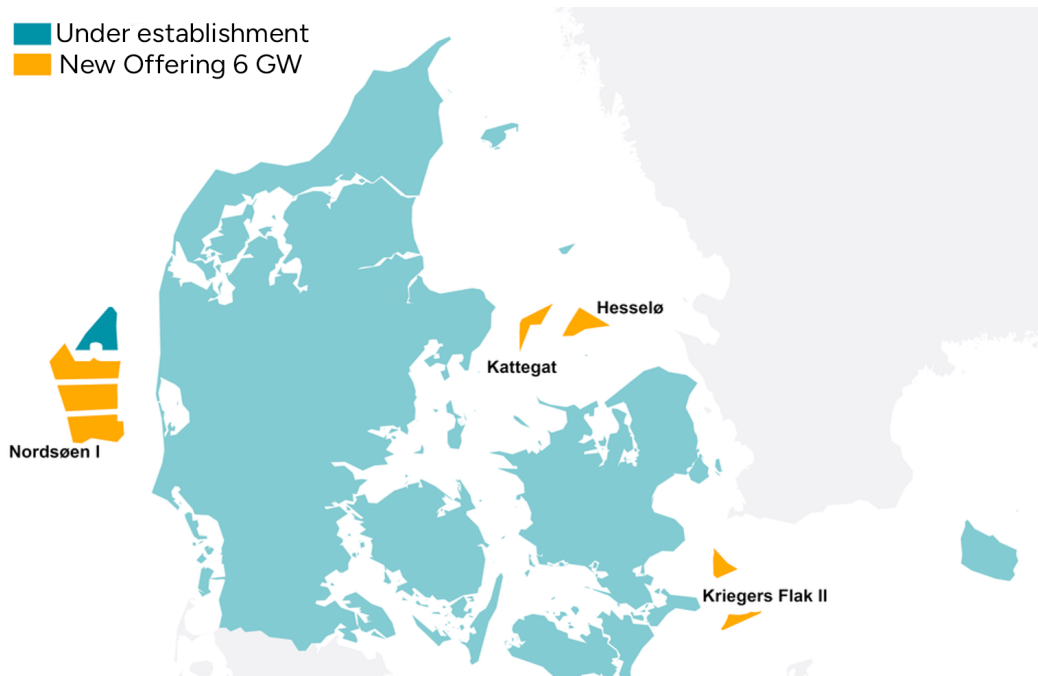 Under establishment
New Offering 6 GW
Hesselø
Kattegat
Nordsøen I
Kriegers Flak II